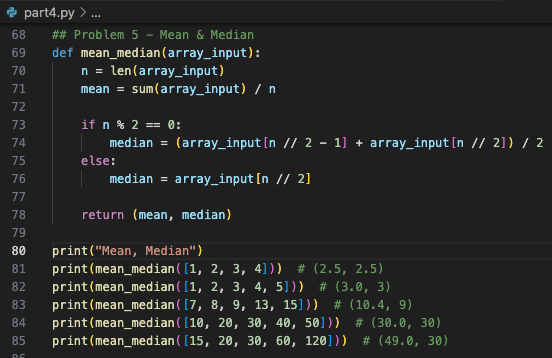 part4.py > ...
68 ## Problem 5 - Mean & Median
69 def mean_median(array_input):
70     n = len(array_input)
71     mean = sum(array_input) / n
72
73     if n % 2 == 0:
74         median = (array_input[n // 2 - 1] + array_input[n // 2]) / 2
75     else:
76         median = array_input[n // 2]
77
78     return (mean, median)
79
80 print("Mean, Median")
81 print(mean_median([1, 2, 3, 4]))  # (2.5, 2.5)
82 print(mean_median([1, 2, 3, 4, 5]))  # (3.0, 3)
83 print(mean_median([7, 8, 9, 13, 15]))  # (10.4, 9)
84 print(mean_median([10, 20, 30, 40, 50]))  # (30.0, 30)
85 print(mean_median([15, 20, 30, 60, 120]))  # (49.0, 30)